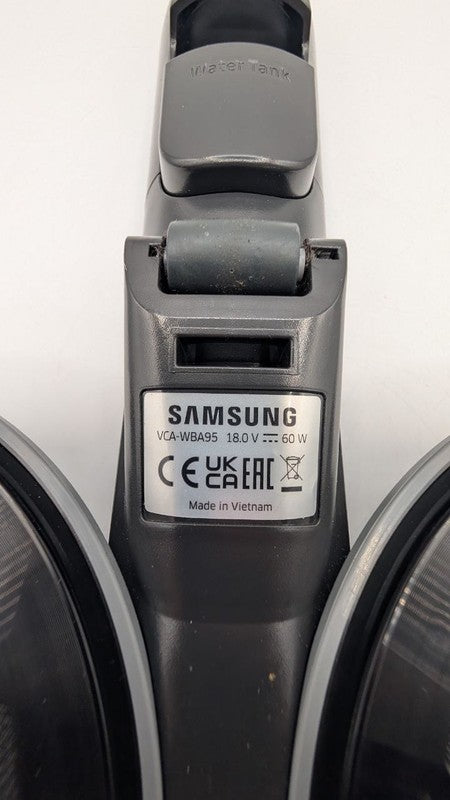 Water Tank
SAMSUNG
VCA-WBA95 18.0 V ⎓ 60 W
CE UK CA EAC
Made in Vietnam